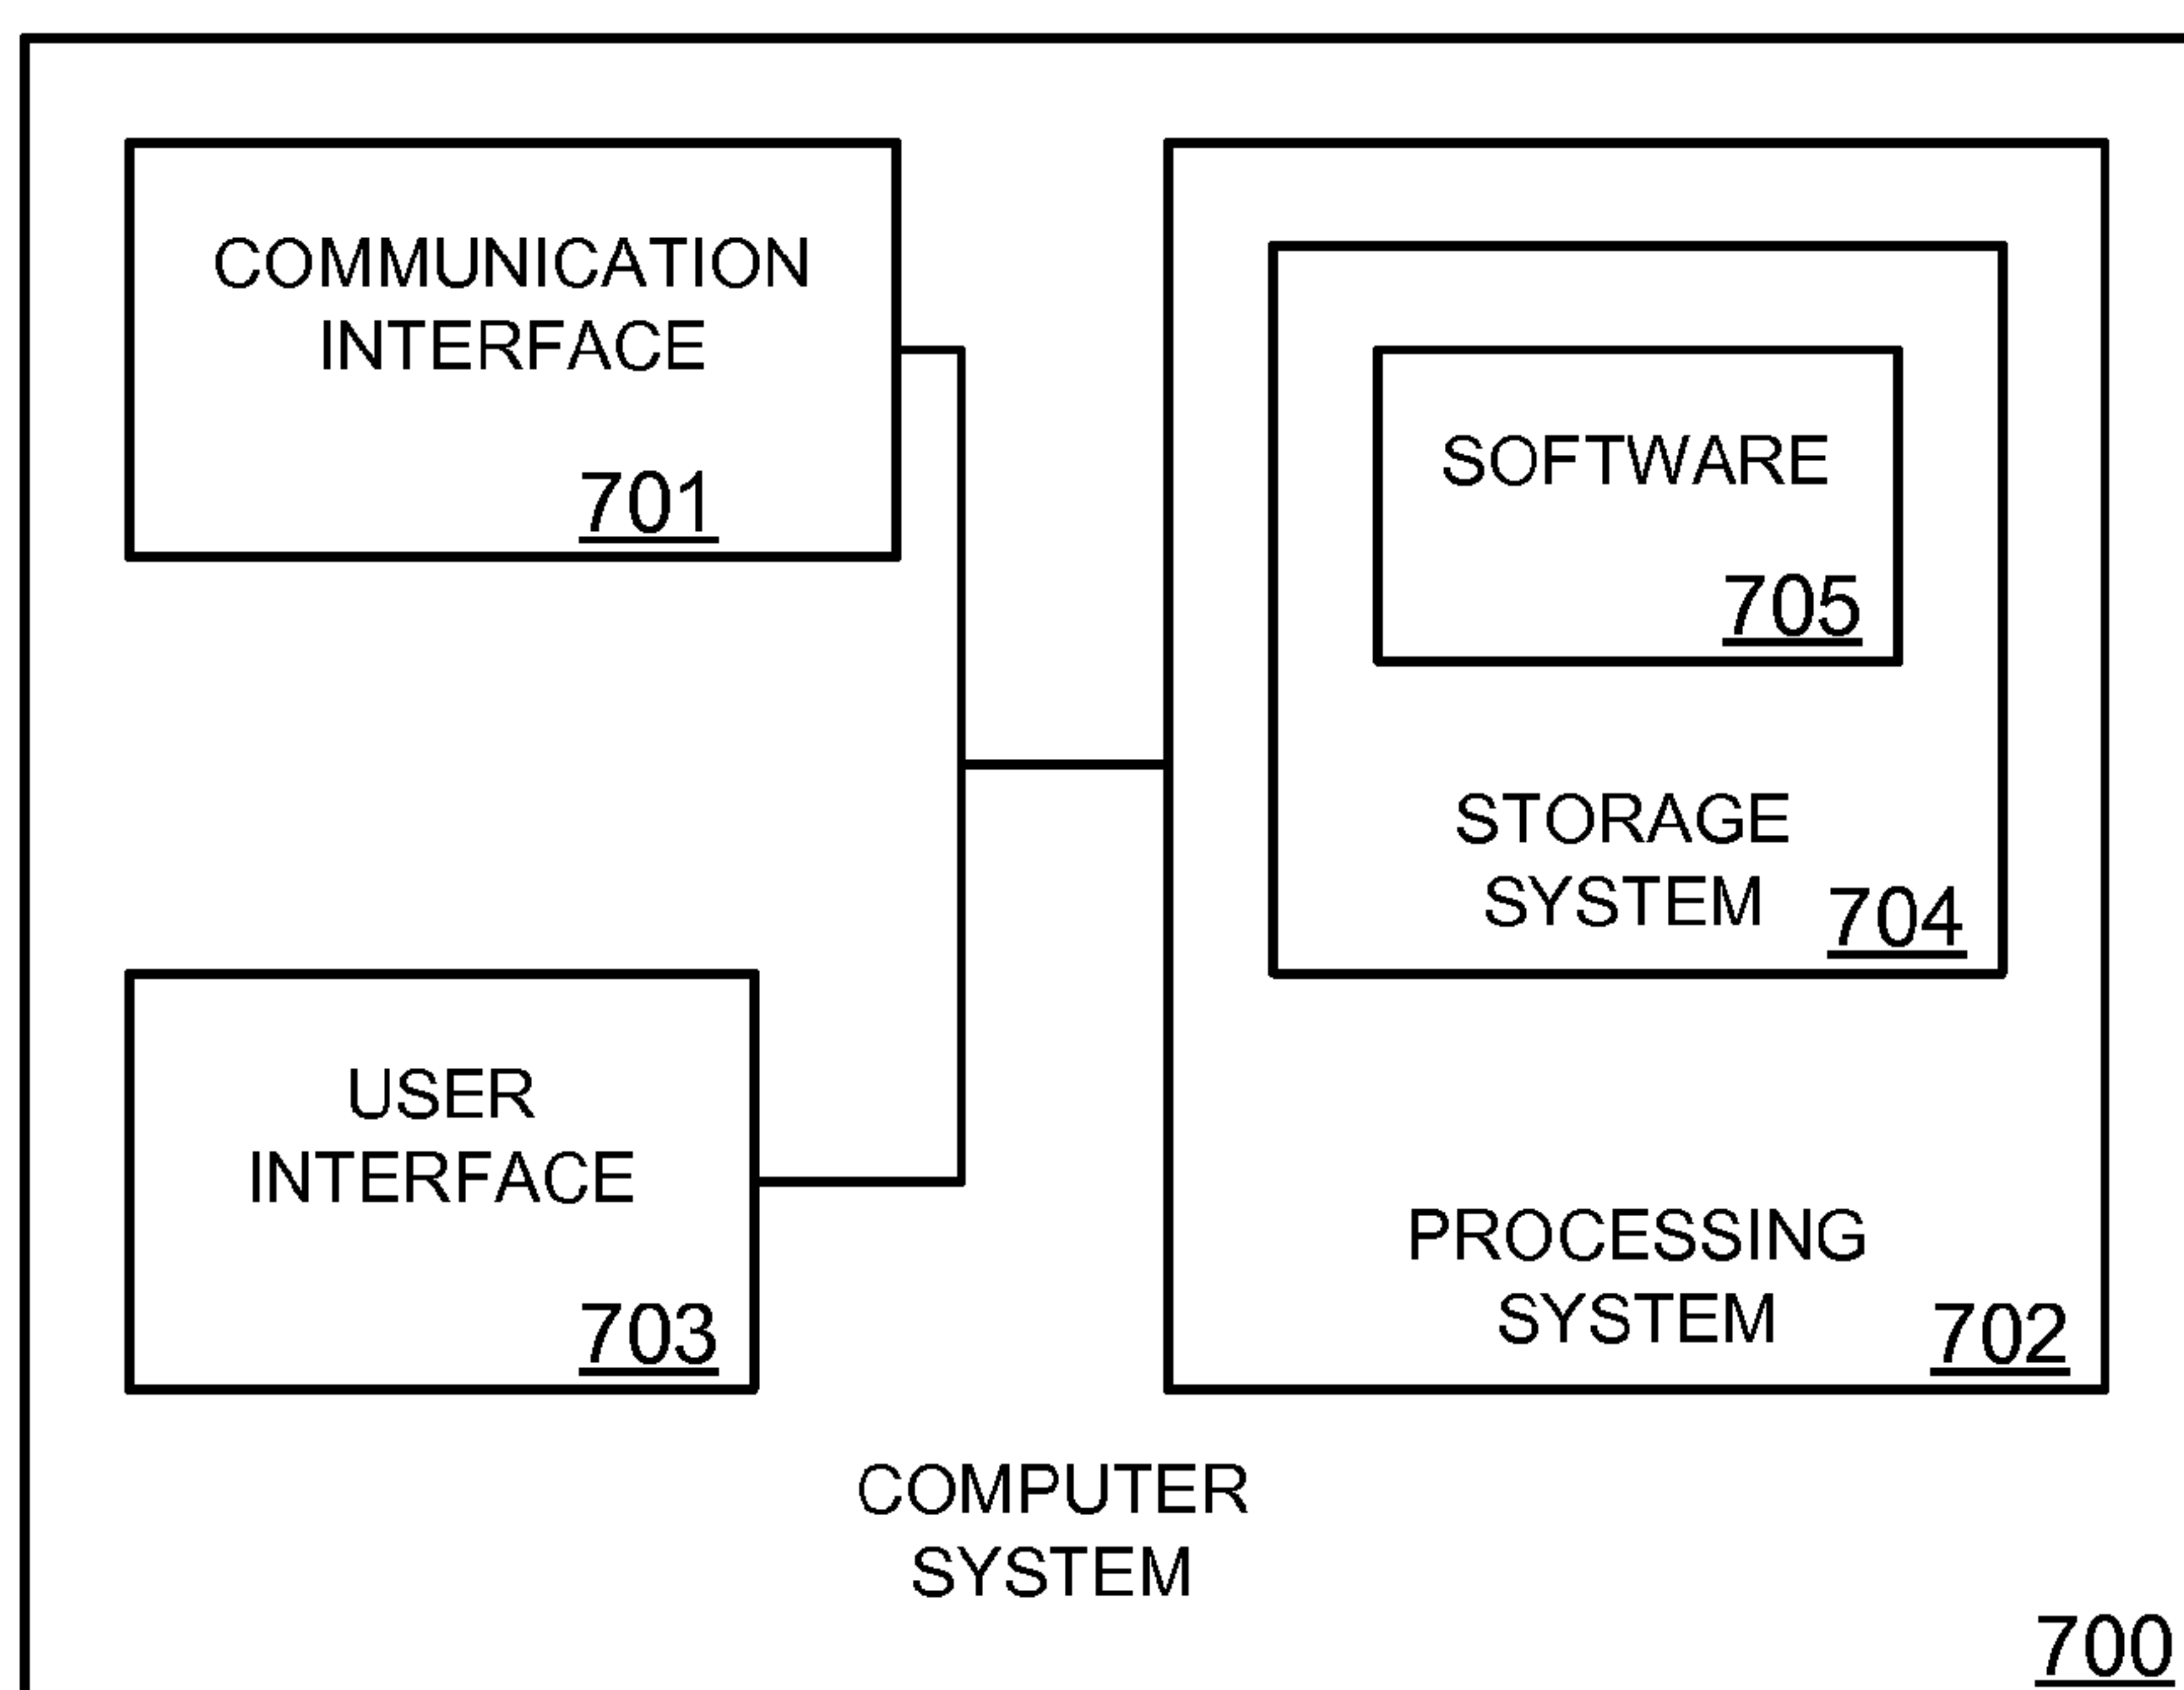 COMMUNICATION
INTERFACE
701
SOFTWARE
705
STORAGE
SYSTEM
704
USER
INTERFACE
703
PROCESSING
SYSTEM
702
COMPUTER
SYSTEM
700